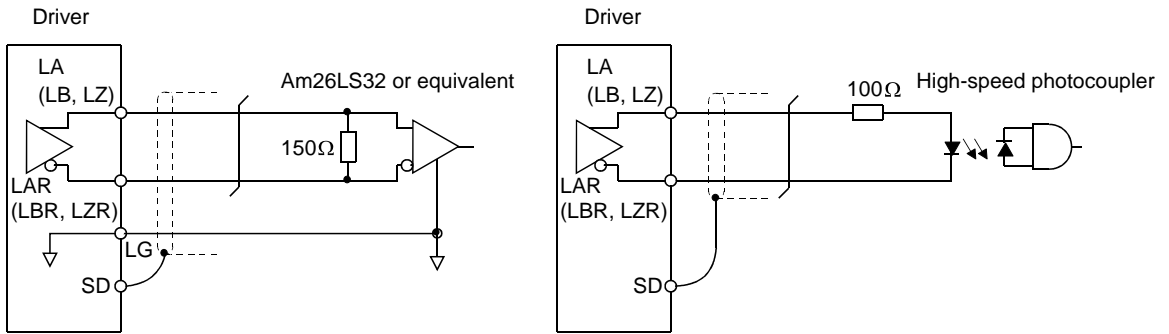 Driver
LA
(LB, LZ)
Am26LS32 or equivalent
150Ω
LAR
(LBR, LZR)
LG
SD
Driver
LA
(LB, LZ)
100Ω
High-speed photocoupler
LAR
(LBR, LZR)
SD